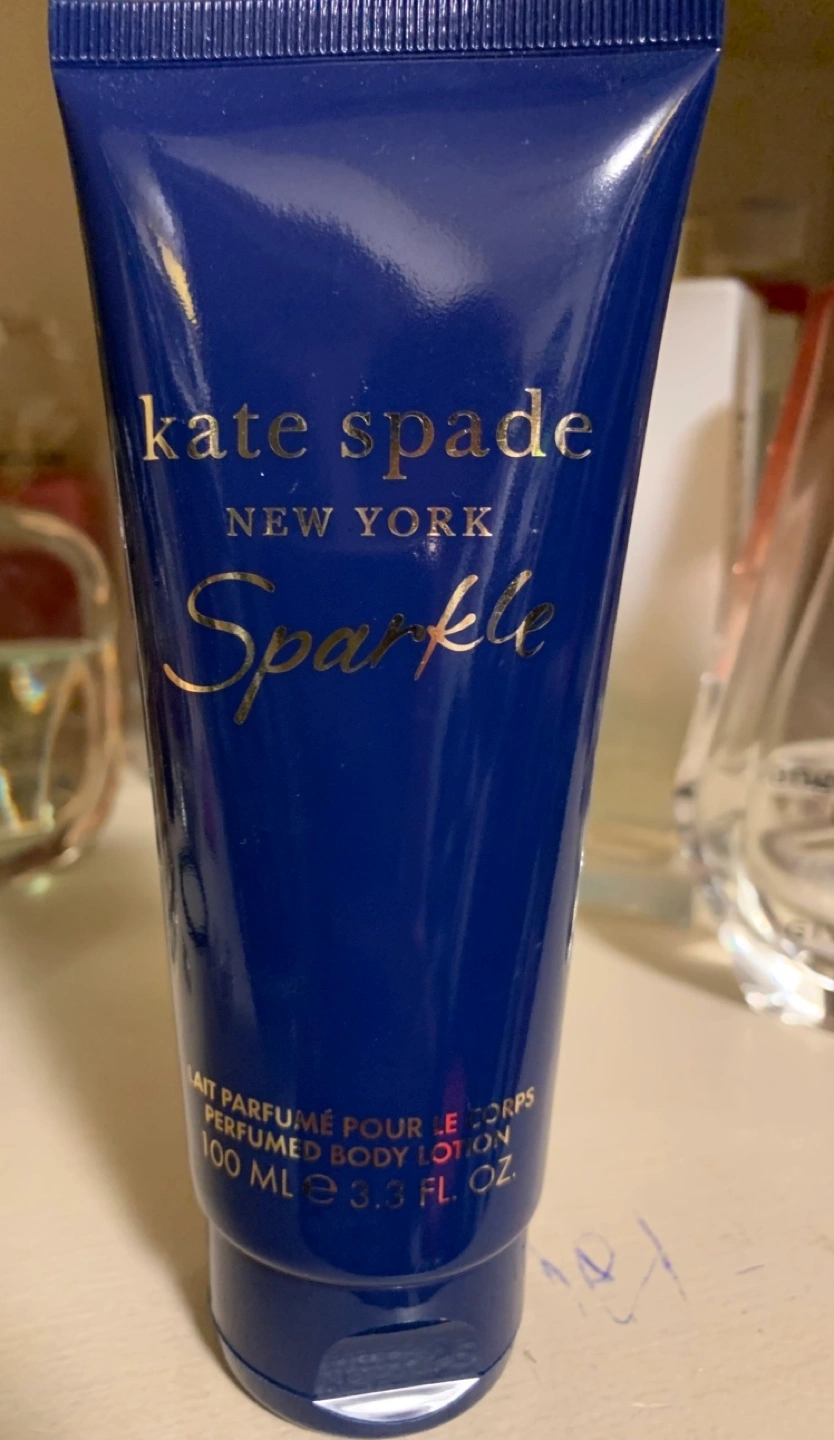 kate spade
NEW YORK
Sparkle
LAIT PARFUMÉ POUR LE CORPS
PERFUMED BODY LOTION
100 ML ℮ 3.3 FL. OZ.